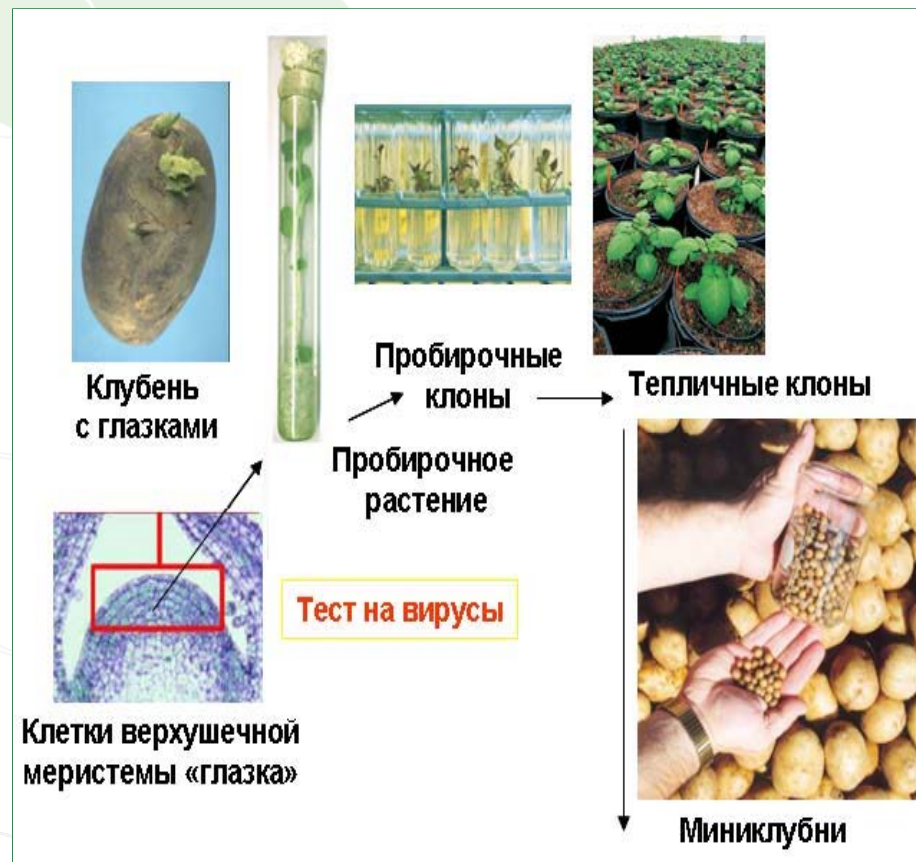 Клубень
с глазками
Пробирочные
клоны
Тепличные клоны
Пробирочное
растение
Тест на вирусы
Клетки верхушечной
меристемы «глазка»
Миниклубни